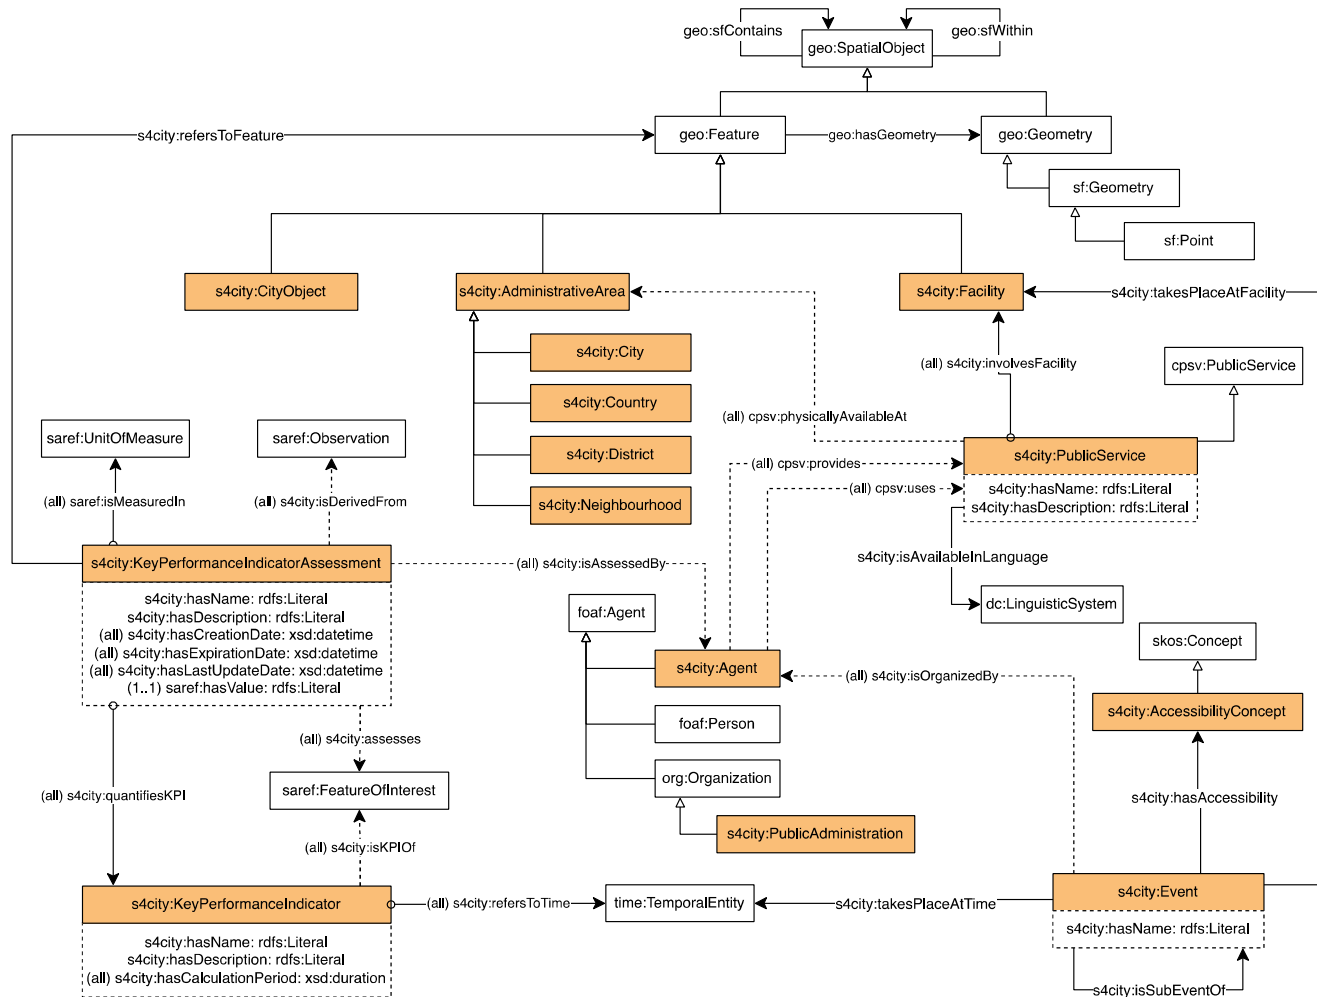 geo:sfContains
geo:sfWithin
geo:SpatialObject
s4city:refersToFeature
geo:Feature
geo:hasGeometry
geo:Geometry
sf:Geometry
sf:Point
s4city:CityObject
s4city:AdministrativeArea
s4city:Facility
s4city:takesPlaceAtFacility
s4city:City
(all) s4city:involvesFacility
cpsv:PublicService
s4city:Country
(all) cpsv:physicallyAvailableAt
saref:UnitOfMeasure
saref:Observation
s4city:District
s4city:PublicService
(all) cpsv:provides
(all) cpsv:uses
s4city:hasName: rdfs:Literal
s4city:hasDescription: rdfs:Literal
(all) saref:isMeasuredIn
(all) s4city:isDerivedFrom
s4city:Neighbourhood
s4city:isAvailableInLanguage
s4city:KeyPerformanceIndicatorAssessment
(all) s4city:isAssessedBy
s4city:hasName: rdfs:Literal
s4city:hasDescription: rdfs:Literal
(all) s4city:hasCreationDate: xsd:datetime
(all) s4city:hasExpirationDate: xsd:datetime
(all) s4city:hasLastUpdateDate: xsd:datetime
(1..1) saref:hasValue: rdfs:Literal
dc:LinguisticSystem
foaf:Agent
skos:Concept
s4city:Agent
(all) s4city:isOrganizedBy
s4city:AccessibilityConcept
foaf:Person
(all) s4city:assesses
org:Organization
saref:FeatureOfInterest
(all) s4city:quantifiesKPI
s4city:hasAccessibility
s4city:PublicAdministration
(all) s4city:isKPIOf
s4city:KeyPerformanceIndicator
(all) s4city:refersToTime
time:TemporalEntity
s4city:takesPlaceAtTime
s4city:Event
s4city:hasName: rdfs:Literal
s4city:hasName: rdfs:Literal
s4city:hasDescription: rdfs:Literal
(all) s4city:hasCalculationPeriod: xsd:duration
s4city:isSubEventOf